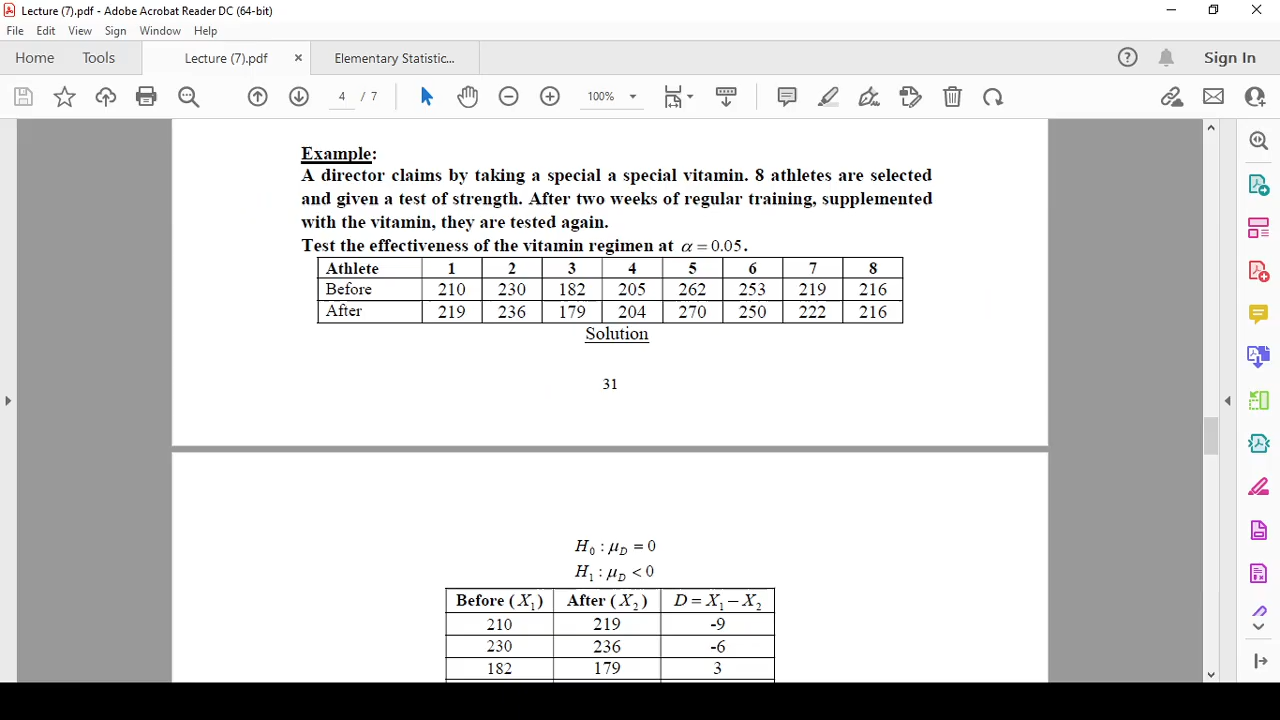 Lecture (7).pdf - Adobe Acrobat Reader DC (64-bit)
File Edit View Sign Window Help
Home Tools Lecture (7).pdf × Elementary Statistic... Sign In
4 / 7 100%
Example:
A director claims by taking a special a special vitamin. 8 athletes are selected
and given a test of strength. After two weeks of regular training, supplemented
with the vitamin, they are tested again.
Test the effectiveness of the vitamin regimen at α = 0.05.
Athlete 1 2 3 4 5 6 7 8
Before 210 230 182 205 262 253 219 216
After 219 236 179 204 270 250 222 216
Solution
31
H₀ : μ_D = 0
H₁ : μ_D < 0
Before (X₁) After (X₂) D = X₁ − X₂
210 219 -9
230 236 -6
182 179 3